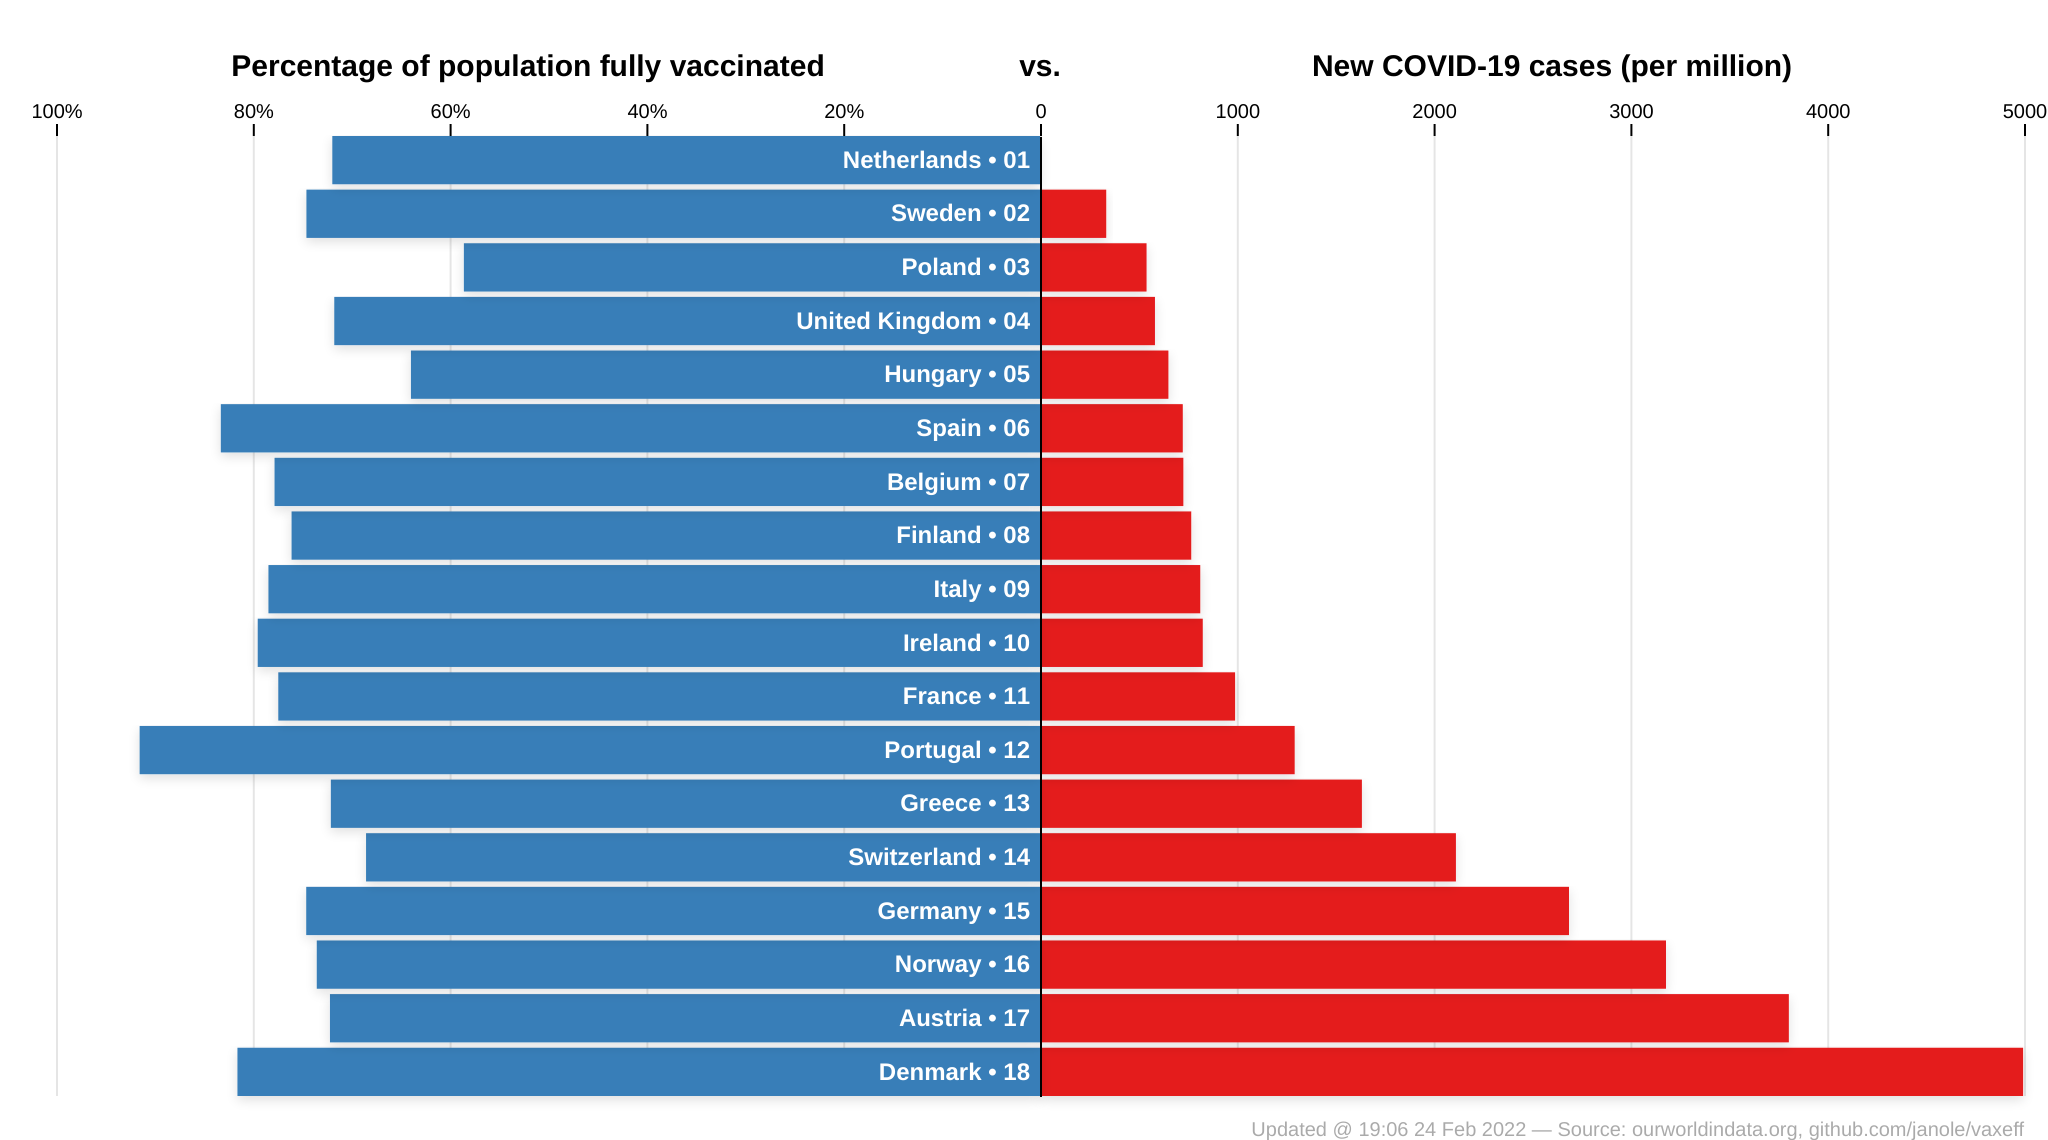 Percentage of population fully vaccinated vs. New COVID-19 cases (per million)
100% 80% 60% 40% 20% 0 1000 2000 3000 4000 5000
Netherlands • 01
Sweden • 02
Poland • 03
United Kingdom • 04
Hungary • 05
Spain • 06
Belgium • 07
Finland • 08
Italy • 09
Ireland • 10
France • 11
Portugal • 12
Greece • 13
Switzerland • 14
Germany • 15
Norway • 16
Austria • 17
Denmark • 18
Updated @ 19:06 24 Feb 2022 — Source: ourworldindata.org, github.com/janole/vaxeff